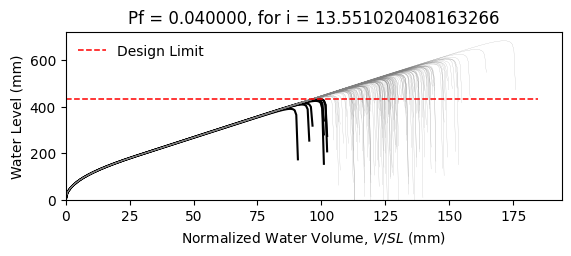 Pf = 0.040000, for i = 13.551020408163266
Water Level (mm)
600
400
200
0
Design Limit
0 25 50 75 100 125 150 175
Normalized Water Volume, V/SL (mm)